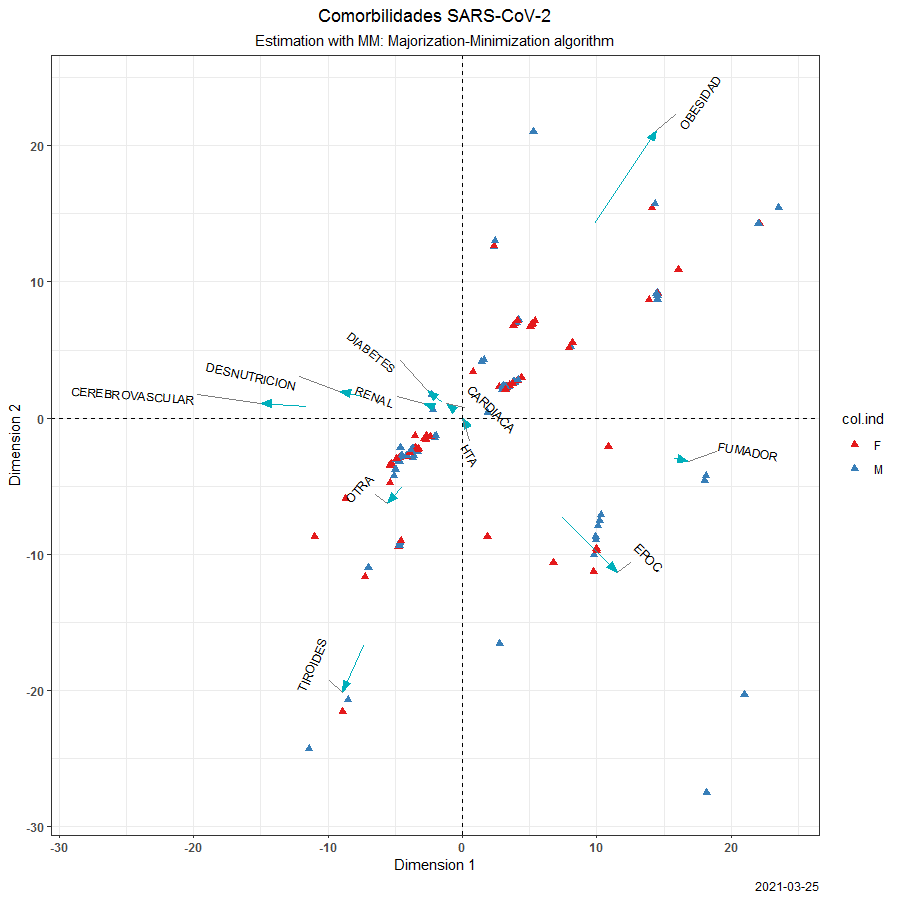 Comorbilidades SARS-CoV-2
Estimation with MM: Majorization-Minimization algorithm
OBESIDAD
DIABETES
DESNUTRICION
CEREBROVASCULAR
RENAL
CARDIACA
HTA
FUMADOR
OTRA
EPOC
TIROIDES
Dimension 2
20
10
0
-10
-20
-30
-30
-20
-10
0
10
20
Dimension 1
col.ind
F
M
2021-03-25